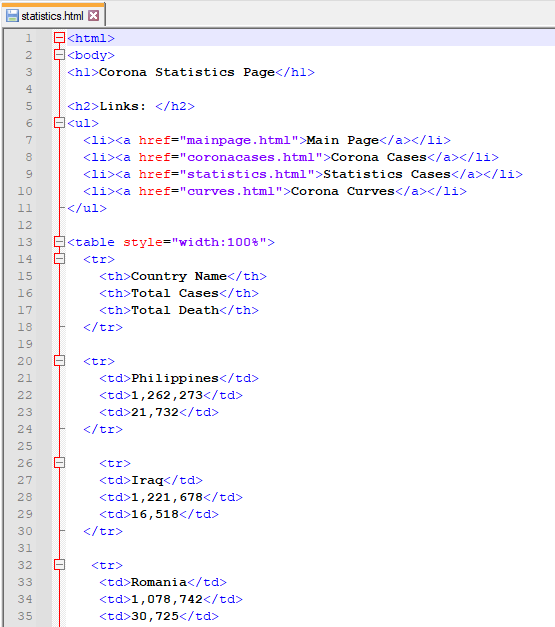 statistics.html
1 <html>
2 <body>
3 <h1>Corona Statistics Page</h1>
4
5 <h2>Links: </h2>
6 <ul>
7 <li><a href="mainpage.html">Main Page</a></li>
8 <li><a href="coronacases.html">Corona Cases</a></li>
9 <li><a href="statistics.html">Statistics Cases</a></li>
10 <li><a href="curves.html">Corona Curves</a></li>
11 </ul>
12
13 <table style="width:100%">
14 <tr>
15 <th>Country Name</th>
16 <th>Total Cases</th>
17 <th>Total Death</th>
18 </tr>
19
20 <tr>
21 <td>Philippines</td>
22 <td>1,262,273</td>
23 <td>21,732</td>
24 </tr>
25
26 <tr>
27 <td>Iraq</td>
28 <td>1,221,678</td>
29 <td>16,518</td>
30 </tr>
31
32 <tr>
33 <td>Romania</td>
34 <td>1,078,742</td>
35 <td>30,725</td>